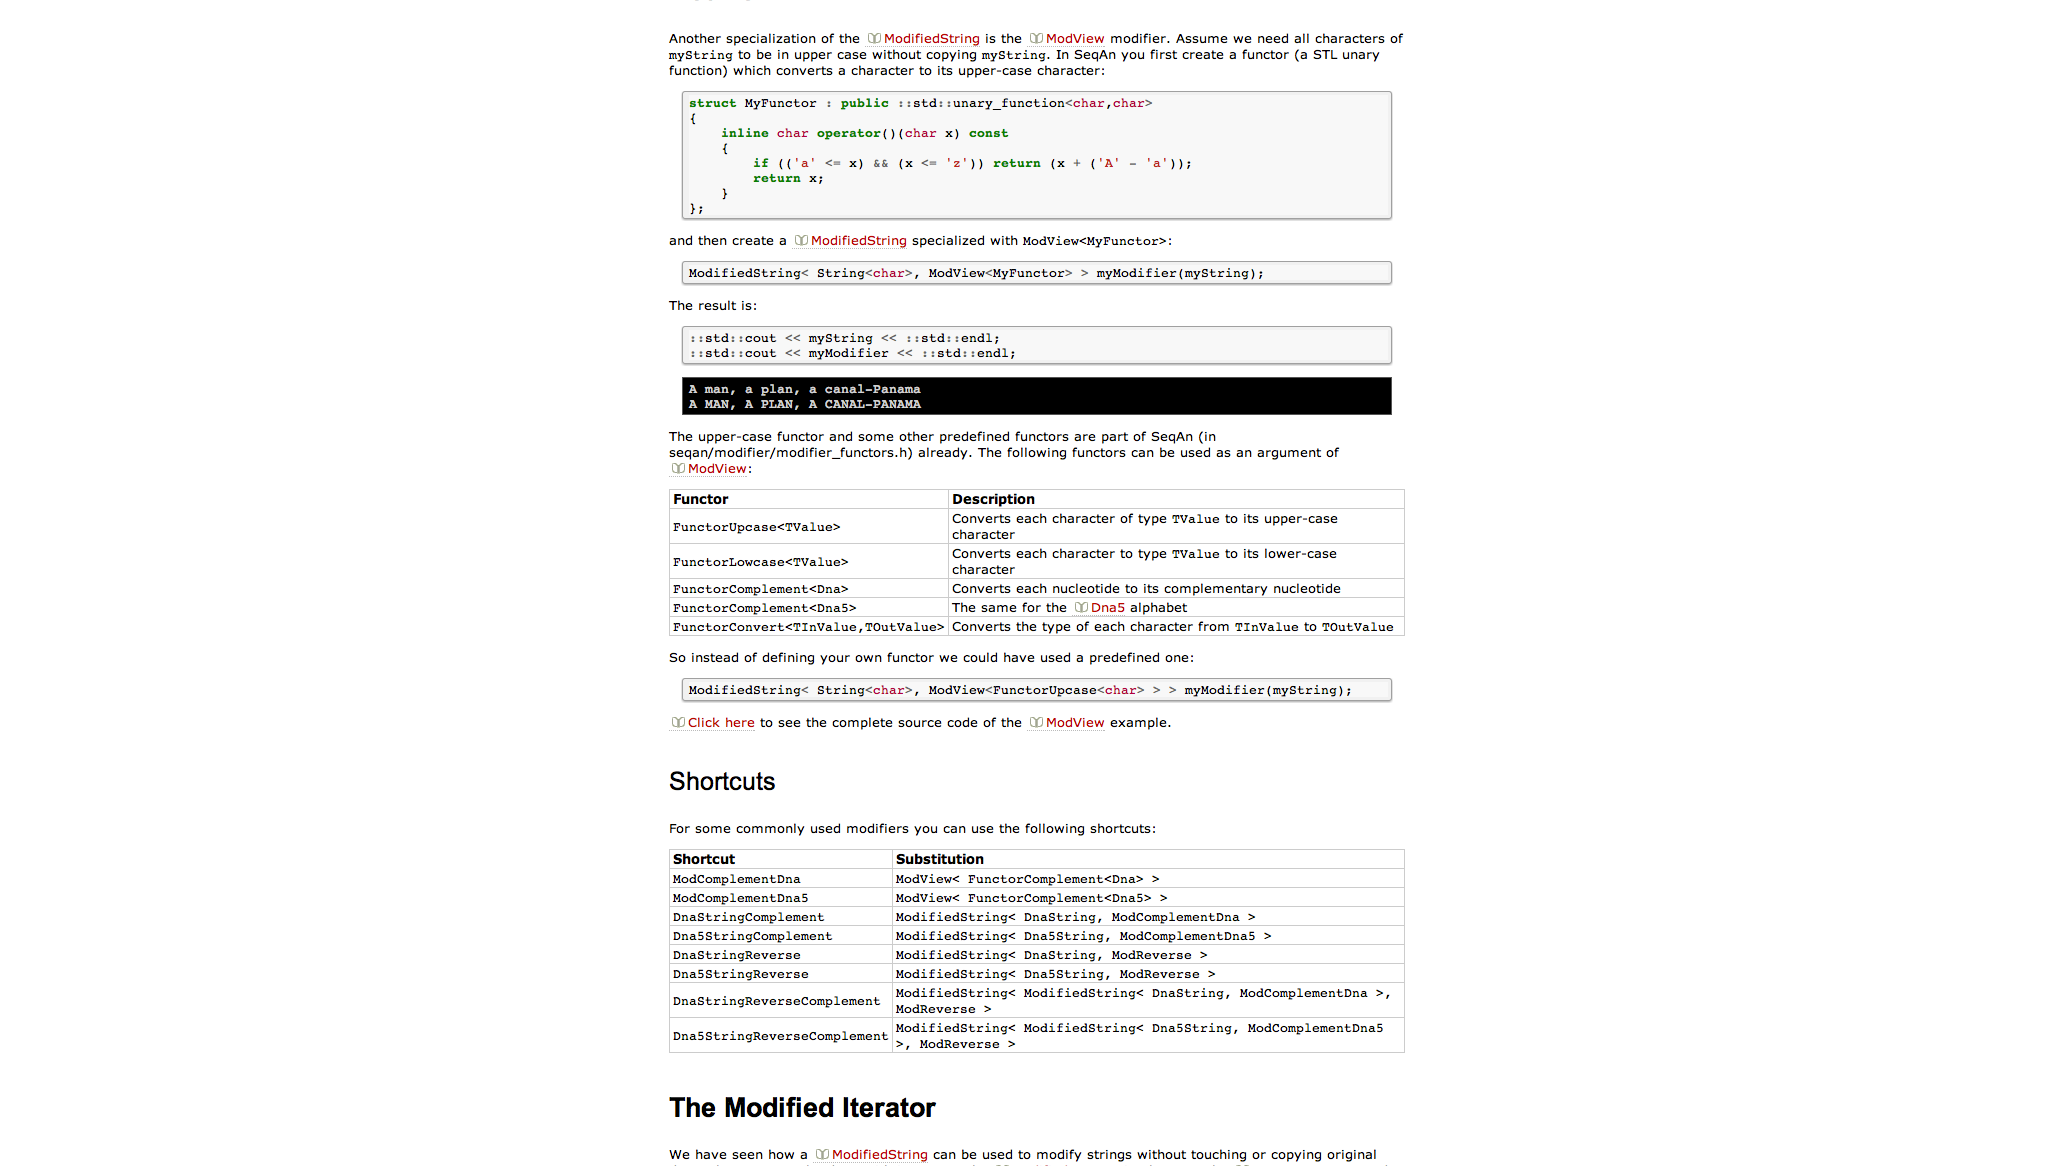 Another specialization of the ModifiedString is the ModView modifier. Assume we need all characters of
myString to be in upper case without copying myString. In SeqAn you first create a functor (a STL unary
function) which converts a character to its upper-case character:
struct MyFunctor : public ::std::unary_function<char,char>
{
    inline char operator()(char x) const
    {
        if (('a' <= x) && (x <= 'z')) return (x + ('A' - 'a'));
        return x;
    }
};
and then create a ModifiedString specialized with ModView<MyFunctor>:
ModifiedString< String<char>, ModView<MyFunctor> > myModifier(myString);
The result is:
::std::cout << myString << ::std::endl;
::std::cout << myModifier << ::std::endl;
A man, a plan, a canal-Panama
A MAN, A PLAN, A CANAL-PANAMA
The upper-case functor and some other predefined functors are part of SeqAn (in
seqan/modifier/modifier_functors.h) already. The following functors can be used as an argument of
ModView:
Functor Description
FunctorUpcase<TValue> Converts each character of type TValue to its upper-case
character
FunctorLowcase<TValue> Converts each character to type TValue to its lower-case
character
FunctorComplement<Dna> Converts each nucleotide to its complementary nucleotide
FunctorComplement<Dna5> The same for the Dna5 alphabet
FunctorConvert<TInValue,TOutValue> Converts the type of each character from TInValue to TOutValue
So instead of defining your own functor we could have used a predefined one:
ModifiedString< String<char>, ModView<FunctorUpcase<char> > > myModifier(myString);
Click here to see the complete source code of the ModView example.
Shortcuts
For some commonly used modifiers you can use the following shortcuts:
Shortcut Substitution
ModComplementDna ModView< FunctorComplement<Dna> >
ModComplementDna5 ModView< FunctorComplement<Dna5> >
DnaStringComplement ModifiedString< DnaString, ModComplementDna >
Dna5StringComplement ModifiedString< Dna5String, ModComplementDna5 >
DnaStringReverse ModifiedString< DnaString, ModReverse >
Dna5StringReverse ModifiedString< Dna5String, ModReverse >
DnaStringReverseComplement ModifiedString< ModifiedString< DnaString, ModComplementDna >,
ModReverse >
Dna5StringReverseComplement ModifiedString< ModifiedString< Dna5String, ModComplementDna5
>, ModReverse >
The Modified Iterator
We have seen how a ModifiedString can be used to modify strings without touching or copying original